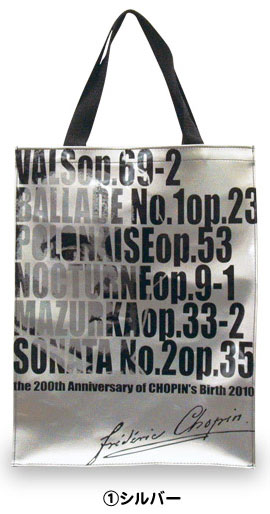 VALSop.69-2
BALLADE No.1op.23
POLONAISEop.53
NOCTURNEop.9-1
MAZURKAop.33-2
SONATA No.2op.35
the 200th Anniversary of CHOPIN's Birth 2010
Frédéric Chopin
①シルバー